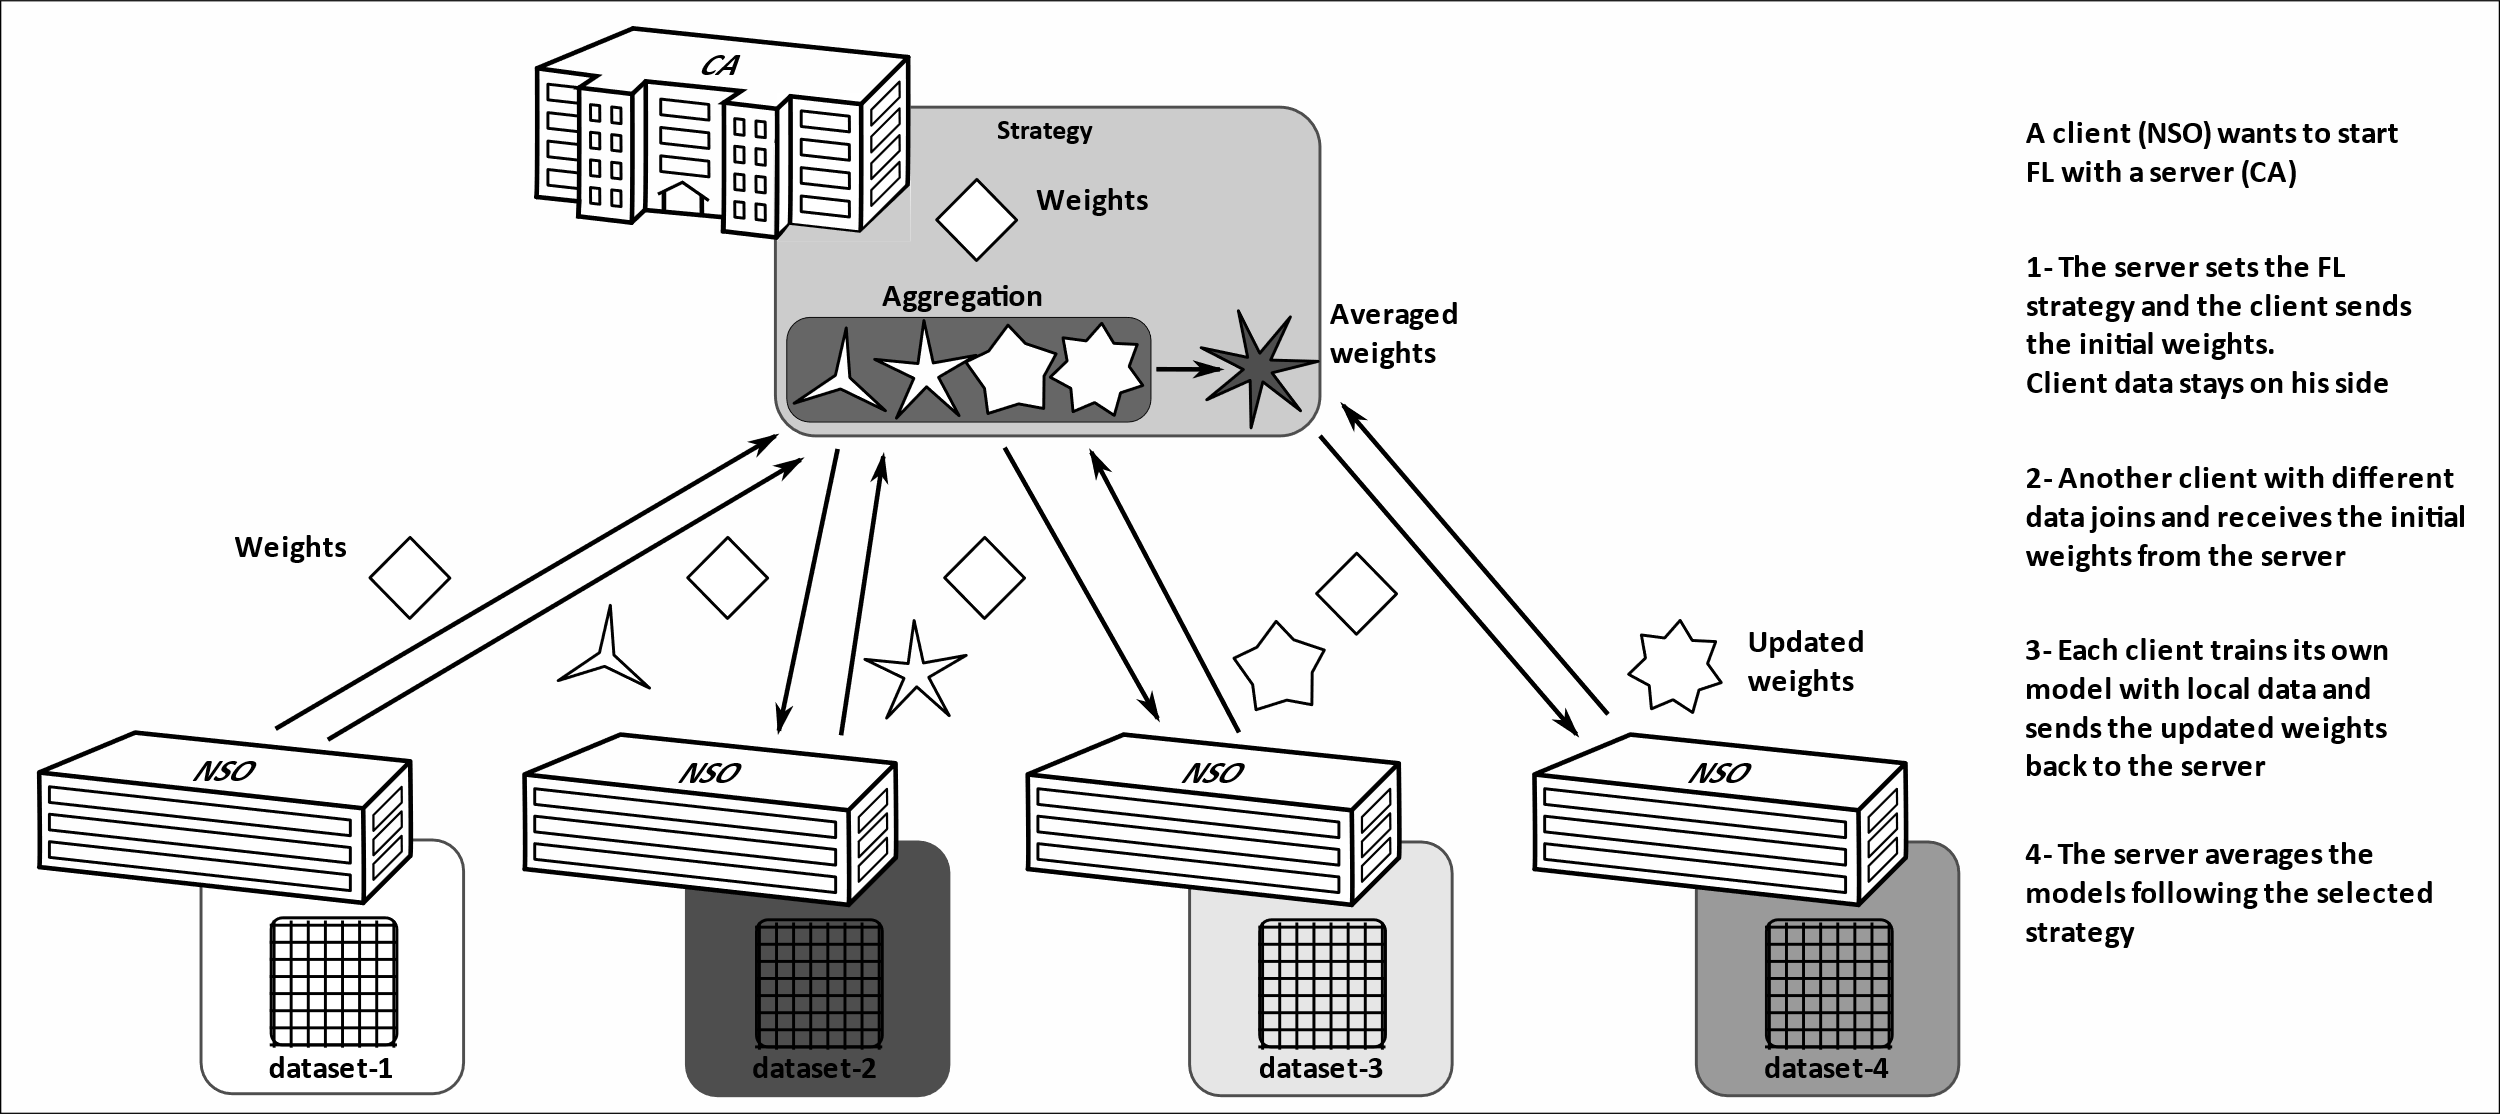 CA
Strategy
Weights
Aggregation
Averaged
weights
Weights
Updated
weights
NSO
NSO
NSO
NSO
dataset-1
dataset-2
dataset-3
dataset-4
A client (NSO) wants to start
FL with a server (CA)
1- The server sets the FL
strategy and the client sends
the initial weights.
Client data stays on his side
2- Another client with different
data joins and receives the initial
weights from the server
3- Each client trains its own
model with local data and
sends the updated weights
back to the server
4- The server averages the
models following the selected
strategy